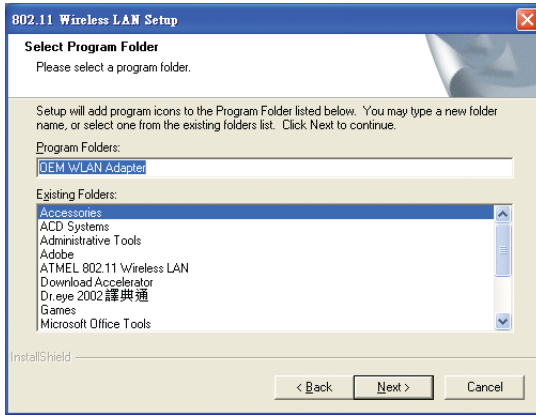 802.11 Wireless LAN Setup
Select Program Folder
Please select a program folder.
Setup will add program icons to the Program Folder listed below. You may type a new folder
name, or select one from the existing folders list. Click Next to continue.
Program Folders:
OEM WLAN Adapter
Existing Folders:
Accessories
ACD Systems
Administrative Tools
Adobe
ATMEL 802.11 Wireless LAN
Download Accelerator
Dr.eye 2002 譯典通
Games
Microsoft Office Tools
InstallShield
< Back
Next >
Cancel